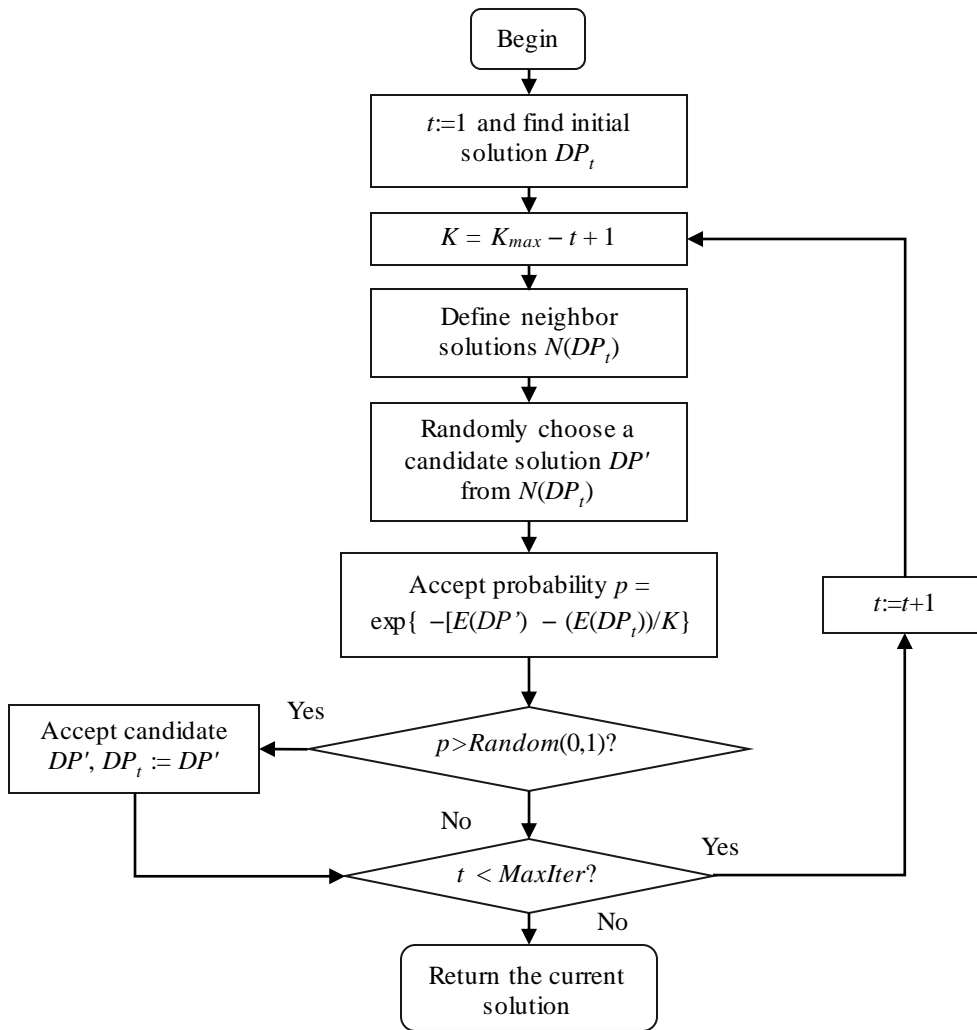 Begin
t:=1 and find initial
solution DPₜ
K = Kₘₐₓ − t + 1
Define neighbor
solutions N(DPₜ)
Randomly choose a
candidate solution DP'
from N(DPₜ)
Accept probability p =
exp{ −[E(DP’) − (E(DPₜ))/K}
t:=t+1
Yes
Accept candidate
DP', DPₜ := DP'
p>Random(0,1)?
No
Yes
t < MaxIter?
No
Return the current
solution